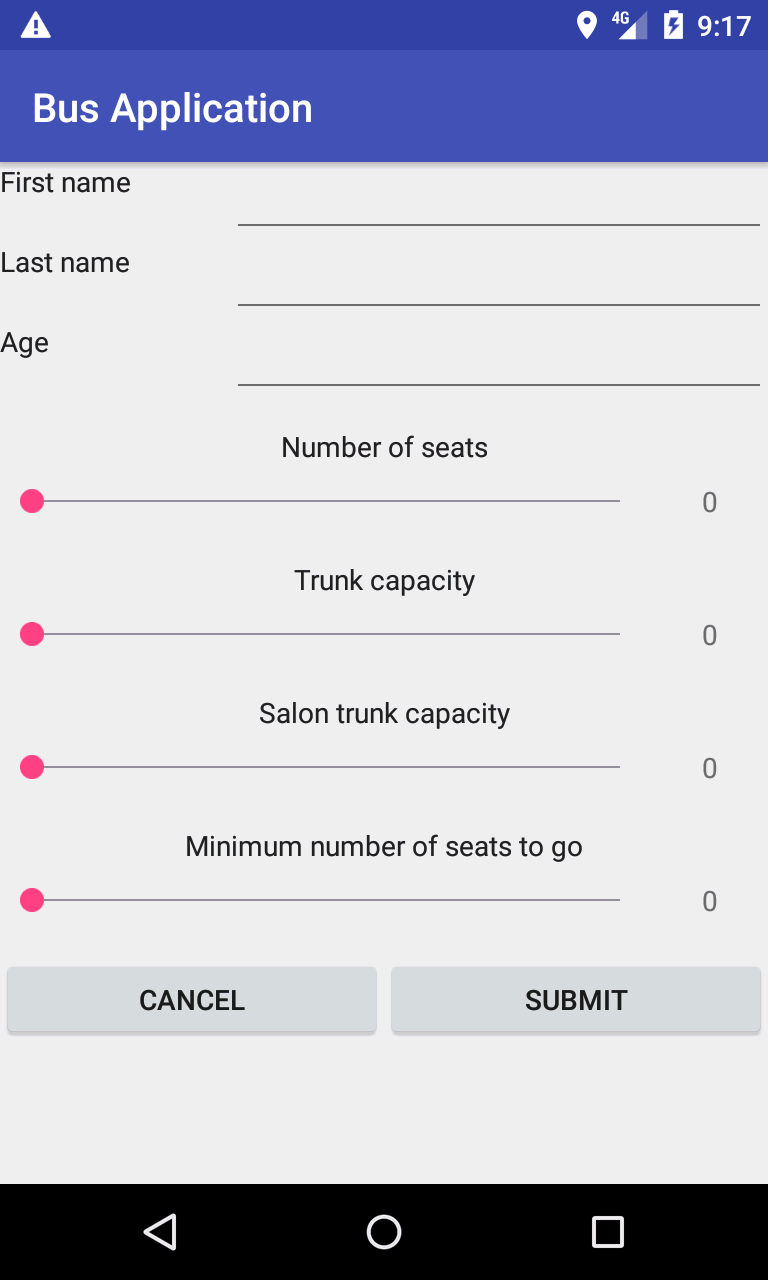 4G 9:17
Bus Application
First name
Last name
Age
Number of seats
0
Trunk capacity
0
Salon trunk capacity
0
Minimum number of seats to go
0
CANCEL SUBMIT